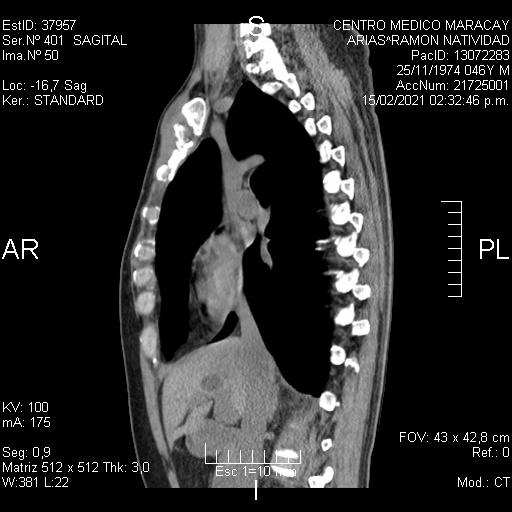 EstID: 37957
Ser.Nº 401 SAGITAL
Ima.Nº 50
Loc: -16,7 Sag
Ker.: STANDARD
S
CENTRO MEDICO MARACAY
ARIAS^RAMON NATIVIDAD
PacID: 13072283
25/11/1974 046Y M
AccNum: 21725001
15/02/2021 02:32:46 p.m.
AR
PL
KV: 100
mA: 175
Seg: 0,9
Matriz 512 x 512 Thk: 3,0
W:381 L:22
Esc 1=10 mm
I
FOV: 43 x 42,8 cm
Ref.: 0
Mod.: CT